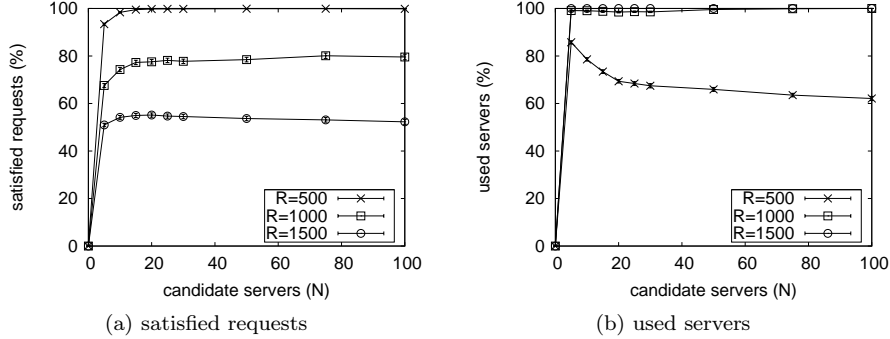 100
80
60
40
20
0
satisfied requests (%)
R=500
R=1000
R=1500
0 20 40 60 80 100
candidate servers (N)
(a) satisfied requests
100
80
60
40
20
0
used servers (%)
R=500
R=1000
R=1500
0 20 40 60 80 100
candidate servers (N)
(b) used servers